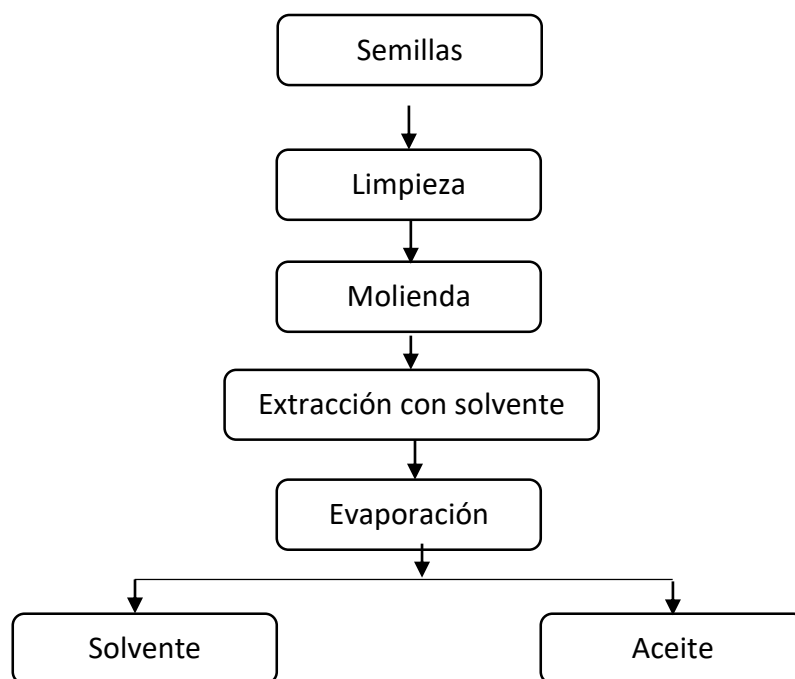 Semillas
Limpieza
Molienda
Extracción con solvente
Evaporación
Solvente
Aceite